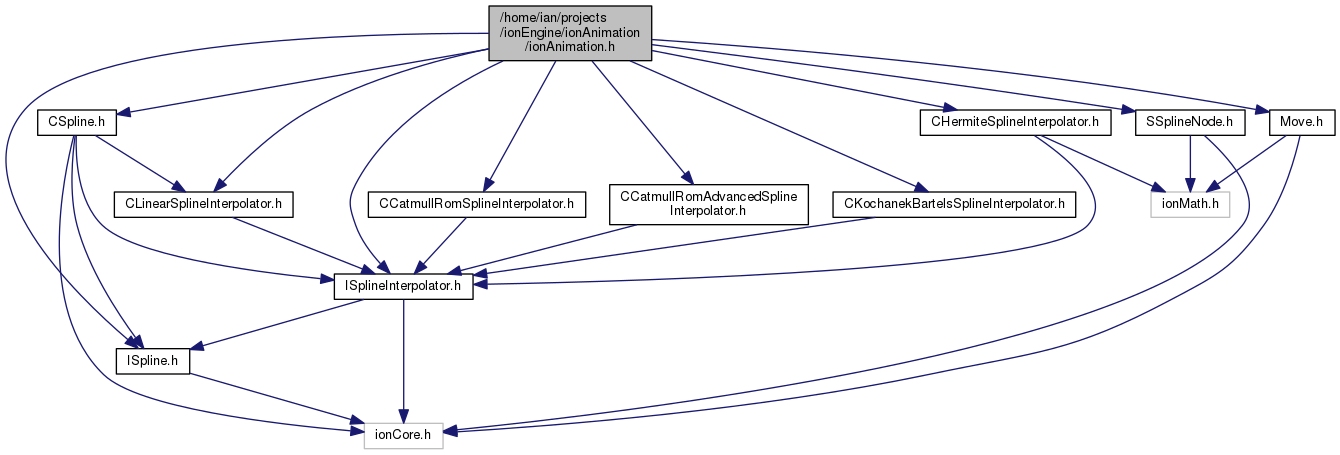 /home/ian/projects
/ionEngine/ionAnimation
/ionAnimation.h
CSpline.h
CHermiteSplineInterpolator.h
SSplineNode.h
Move.h
CLinearSplineInterpolator.h
CCatmullRomSplineInterpolator.h
CCatmullRomAdvancedSpline
Interpolator.h
CKochanekBartelsSplineInterpolator.h
ionMath.h
ISplineInterpolator.h
ISpline.h
ionCore.h